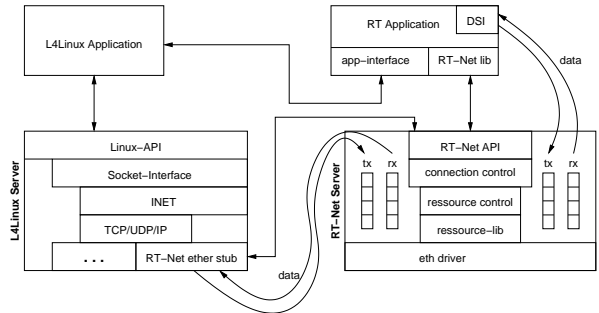 L4Linux Application
RT Application
DSI
app-interface
RT-Net lib
data
L4Linux Server
Linux-API
Socket-Interface
INET
TCP/UDP/IP
. . .
RT-Net ether stub
data
RT-Net Server
tx
rx
RT-Net API
connection control
ressource control
ressource-lib
eth driver
tx
rx